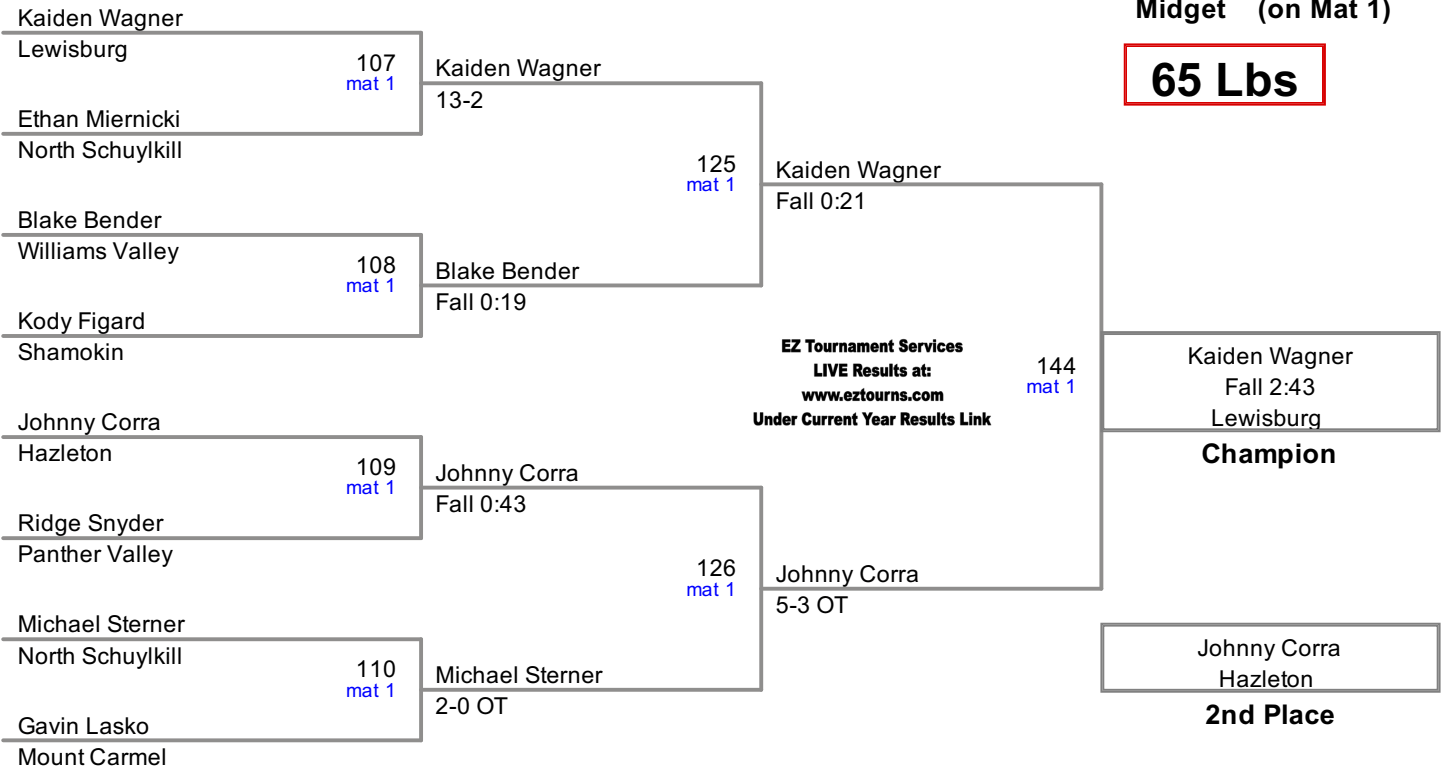 Midget (on Mat 1)
65 Lbs
Kaiden Wagner
Lewisburg
107
mat 1
Ethan Miernicki
North Schuylkill
Kaiden Wagner
13-2
Blake Bender
Williams Valley
108
mat 1
Kody Figard
Shamokin
Blake Bender
Fall 0:19
125
mat 1
Kaiden Wagner
Fall 0:21
Johnny Corra
Hazleton
109
mat 1
Ridge Snyder
Panther Valley
Johnny Corra
Fall 0:43
Michael Sterner
North Schuylkill
110
mat 1
Gavin Lasko
Mount Carmel
Michael Sterner
2-0 OT
126
mat 1
Johnny Corra
5-3 OT
EZ Tournament Services
LIVE Results at:
www.eztourns.com
Under Current Year Results Link
144
mat 1
Kaiden Wagner
Fall 2:43
Lewisburg
Champion
Johnny Corra
Hazleton
2nd Place